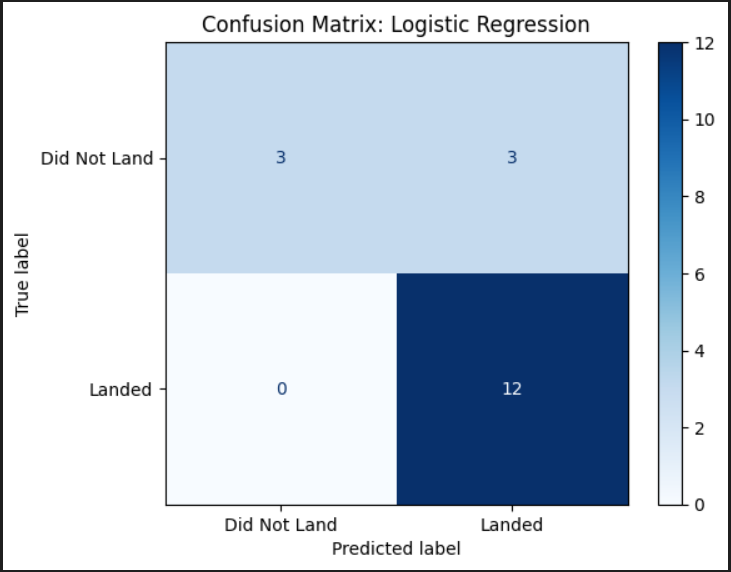 Confusion Matrix: Logistic Regression
Did Not Land
3
3
Landed
0
12
Did Not Land
Landed
Predicted label
True label
12
10
8
6
4
2
0